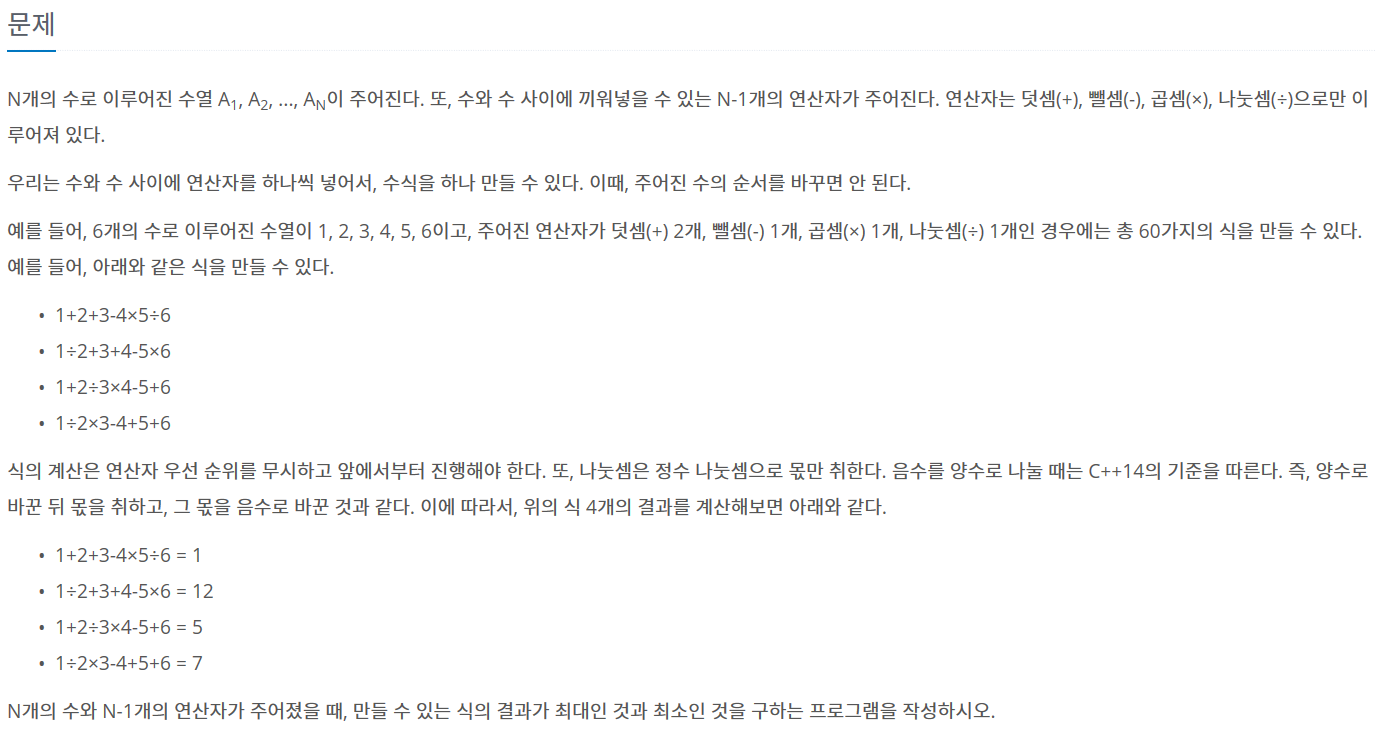 문제
N개의 수로 이루어진 수열 A1, A2, ..., AN이 주어진다. 또, 수와 수 사이에 끼워넣을 수 있는 N-1개의 연산자가 주어진다. 연산자는 덧셈(+), 뺄셈(-), 곱셈(×), 나눗셈(÷)으로만 이
루어져 있다.
우리는 수와 수 사이에 연산자를 하나씩 넣어서, 수식을 하나 만들 수 있다. 이때, 주어진 수의 순서를 바꾸면 안 된다.
예를 들어, 6개의 수로 이루어진 수열이 1, 2, 3, 4, 5, 6이고, 주어진 연산자가 덧셈(+) 2개, 뺄셈(-) 1개, 곱셈(×) 1개, 나눗셈(÷) 1개인 경우에는 총 60가지의 식을 만들 수 있다.
예를 들어, 아래와 같은 식을 만들 수 있다.
• 1+2+3-4×5÷6
• 1÷2+3+4-5×6
• 1+2÷3×4-5+6
• 1÷2×3-4+5+6
식의 계산은 연산자 우선 순위를 무시하고 앞에서부터 진행해야 한다. 또, 나눗셈은 정수 나눗셈으로 몫만 취한다. 음수를 양수로 나눌 때는 C++14의 기준을 따른다. 즉, 양수로
바꾼 뒤 몫을 취하고, 그 몫을 음수로 바꾼 것과 같다. 이에 따라서, 위의 식 4개의 결과를 계산해보면 아래와 같다.
• 1+2+3-4×5÷6 = 1
• 1÷2+3+4-5×6 = 12
• 1+2÷3×4-5+6 = 5
• 1÷2×3-4+5+6 = 7
N개의 수와 N-1개의 연산자가 주어졌을 때, 만들 수 있는 식의 결과가 최대인 것과 최소인 것을 구하는 프로그램을 작성하시오.